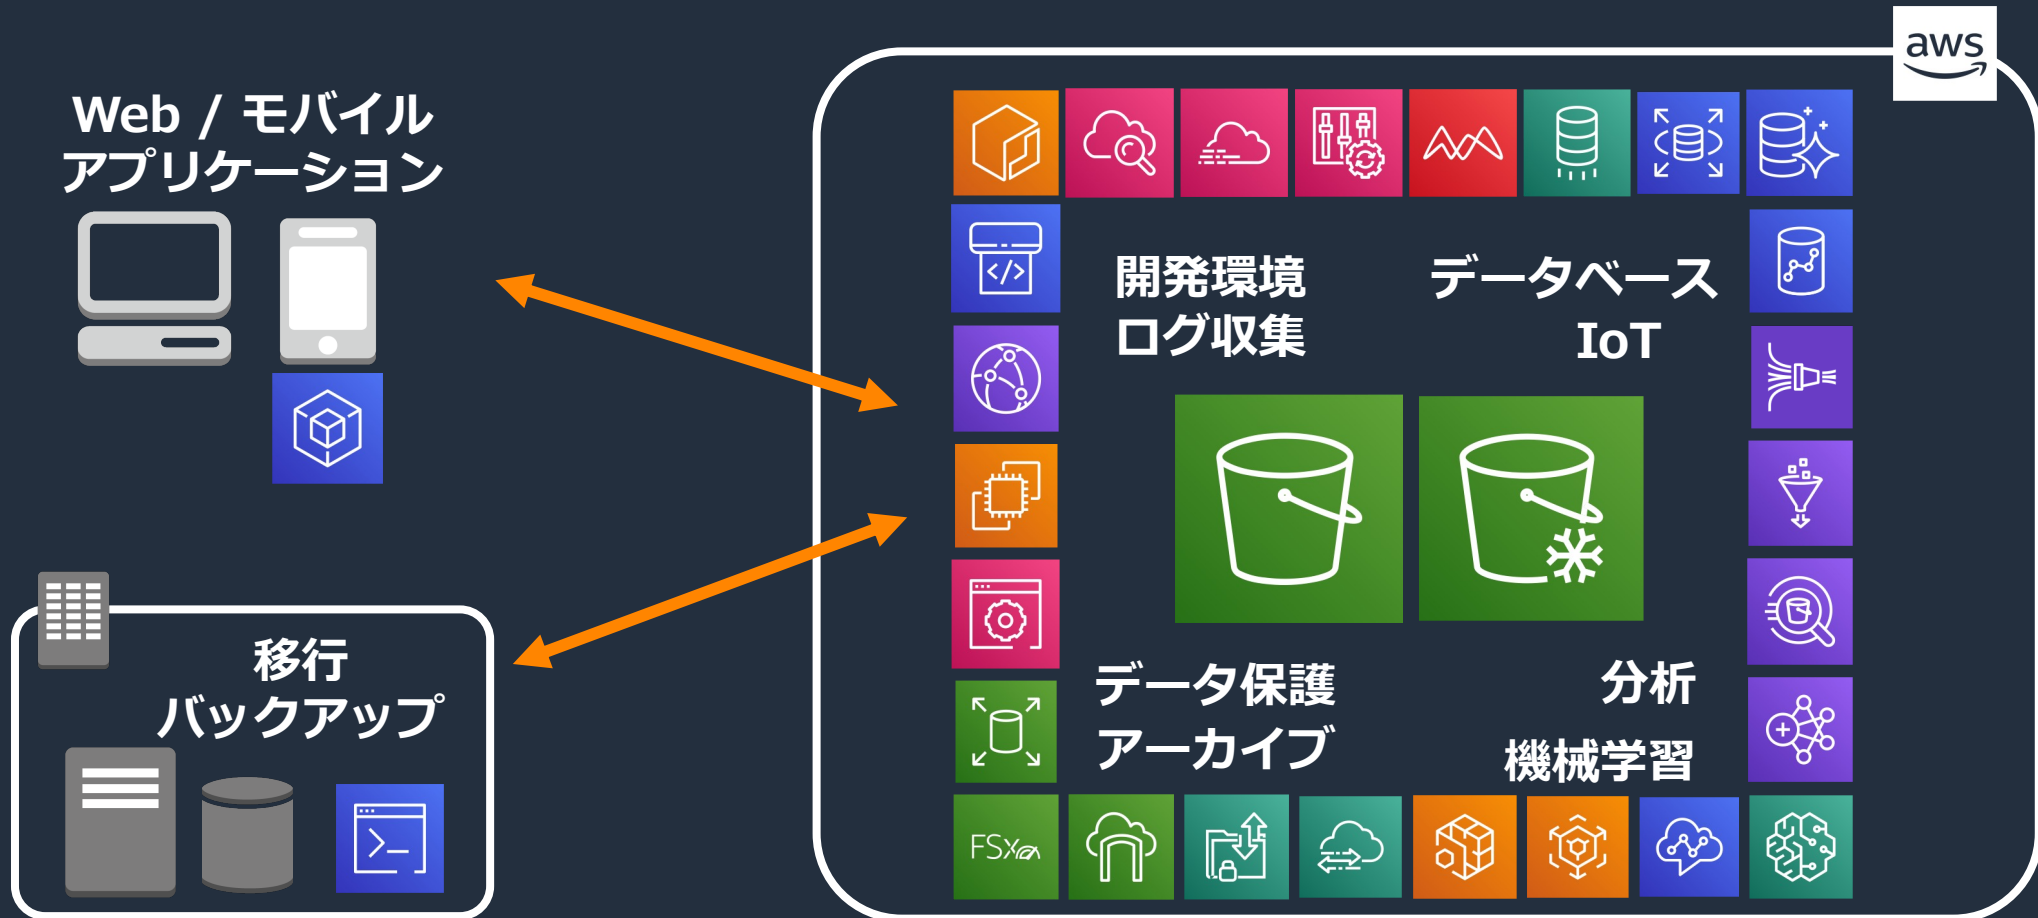 aws
Web / モバイル
アプリケーション
開発環境
ログ収集
データベース
IoT
移行
バックアップ
データ保護
アーカイブ
分析
機械学習
FSx